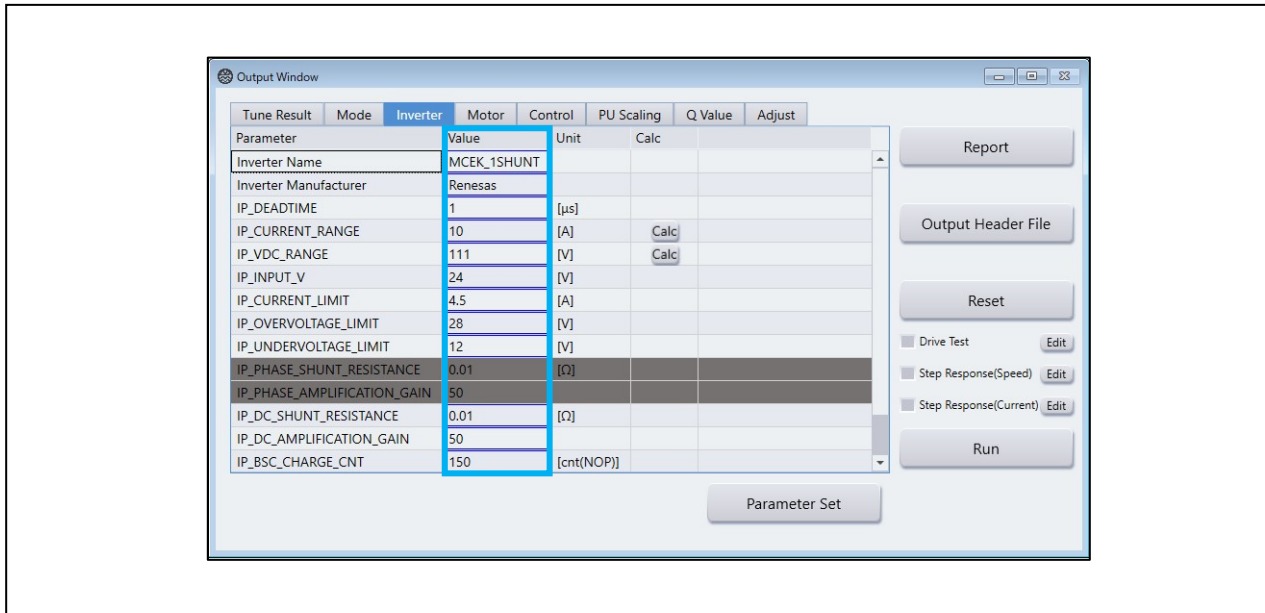 Output Window
Tune Result Mode Inverter Motor Control PU Scaling Q Value Adjust
Parameter Value Unit Calc
Inverter Name MCEK_1SHUNT
Inverter Manufacturer Renesas
IP_DEADTIME 1 [µs]
IP_CURRENT_RANGE 10 [A] Calc
IP_VDC_RANGE 111 [V] Calc
IP_INPUT_V 24 [V]
IP_CURRENT_LIMIT 4.5 [A]
IP_OVERVOLTAGE_LIMIT 28 [V]
IP_UNDERVOLTAGE_LIMIT 12 [V]
IP_PHASE_SHUNT_RESISTANCE 0.01 [Ω]
IP_PHASE_AMPLIFICATION_GAIN 50
IP_DC_SHUNT_RESISTANCE 0.01 [Ω]
IP_DC_AMPLIFICATION_GAIN 50
IP_BSC_CHARGE_CNT 150 [cnt(NOP)]
Report
Output Header File
Reset
Drive Test Edit
Step Response(Speed) Edit
Step Response(Current) Edit
Run
Parameter Set